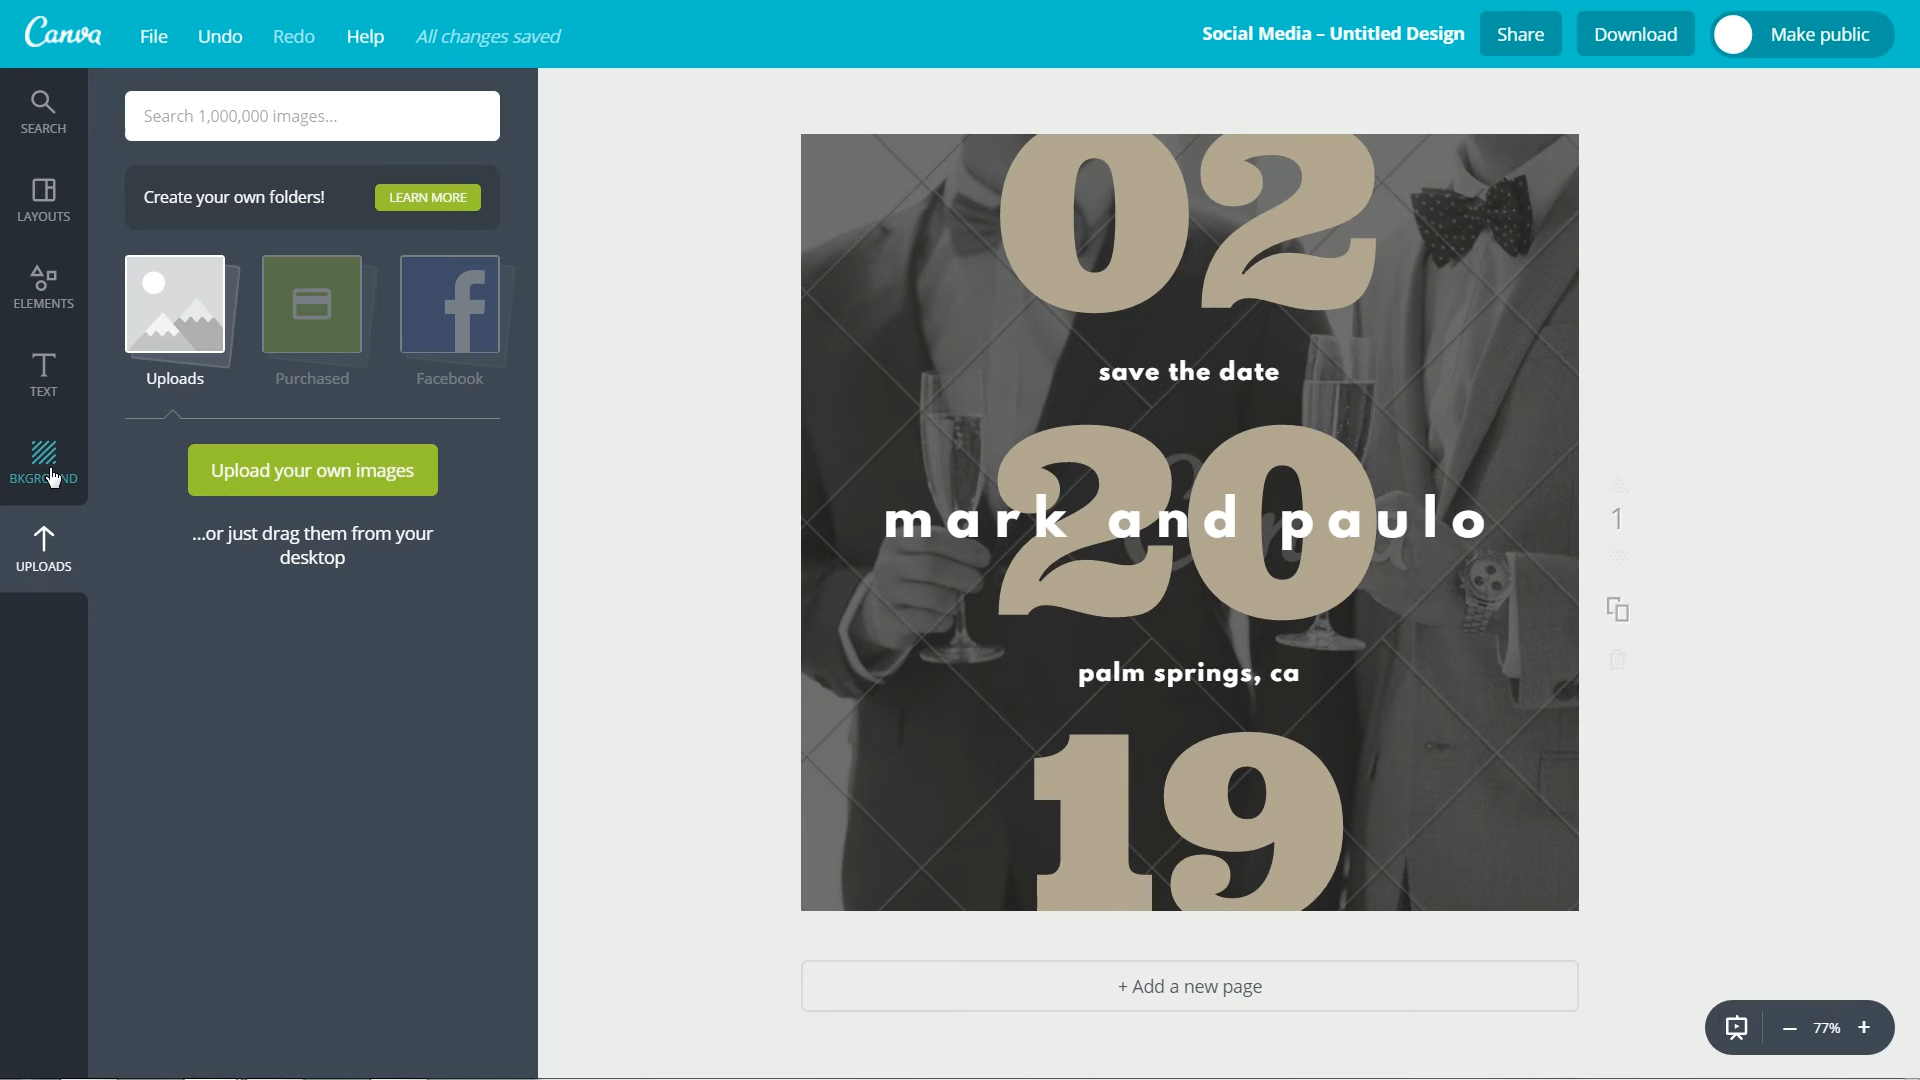 Canva
File Undo Redo Help All changes saved
Social Media – Untitled Design Share Download Make public
SEARCH
LAYOUTS
ELEMENTS
TEXT
UPLOADS
Search 1,000,000 images...
Create your own folders! LEARN MORE
Uploads Purchased Facebook
Upload your own images
...or just drag them from your
desktop
02
save the date
20
mark and paulo
palm springs, ca
19
1
+ Add a new page
77%